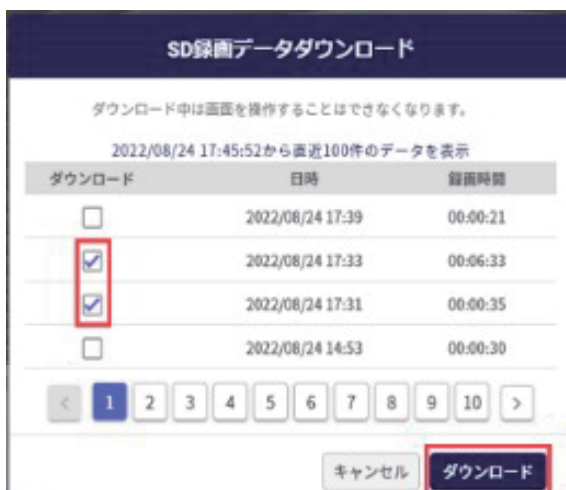 SD録画データダウンロード
ダウンロード中は画面を操作することはできなくなります。
2022/08/24 17:45:52から直近100件のデータを表示
ダウンロード 日時 録画時間
2022/08/24 17:39 00:00:21
2022/08/24 17:33 00:06:33
2022/08/24 17:31 00:00:35
2022/08/24 14:53 00:00:30
< 1 2 3 4 5 6 7 8 9 10 >
キャンセル ダウンロード